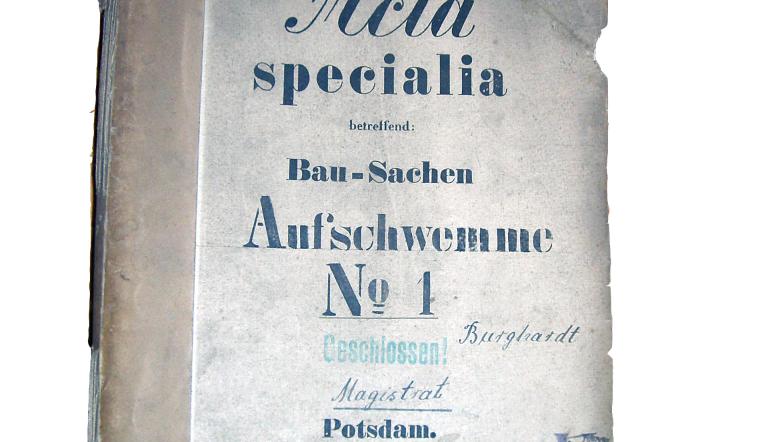 Acta
specialia
betreffend:
Bau-Sachen
Aufschwemme
No 1
Burghardt
Geschlossen!
Magistrat
Potsdam.